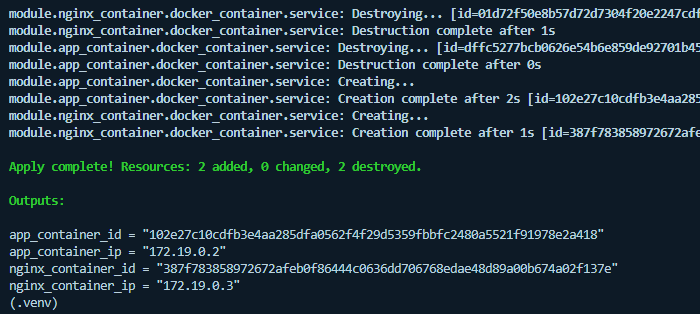 module.nginx_container.docker_container.service: Destroying... [id=01d72f50e8b57d72d7304f20e2247cdf
module.nginx_container.docker_container.service: Destruction complete after 1s
module.app_container.docker_container.service: Destroying... [id=dffc5277bcb0626e54b6e859de92701b45
module.app_container.docker_container.service: Destruction complete after 0s
module.app_container.docker_container.service: Creating...
module.app_container.docker_container.service: Creation complete after 2s [id=102e27c10cdfb3e4aa285
module.nginx_container.docker_container.service: Creating...
module.nginx_container.docker_container.service: Creation complete after 1s [id=387f783858972672afe
Apply complete! Resources: 2 added, 0 changed, 2 destroyed.
Outputs:
app_container_id = "102e27c10cdfb3e4aa285dfa0562f4f29d5359fbbfc2480a5521f91978e2a418"
app_container_ip = "172.19.0.2"
nginx_container_id = "387f783858972672afeb0f86444c0636dd706768edae48d89a00b674a02f137e"
nginx_container_ip = "172.19.0.3"
(.venv)